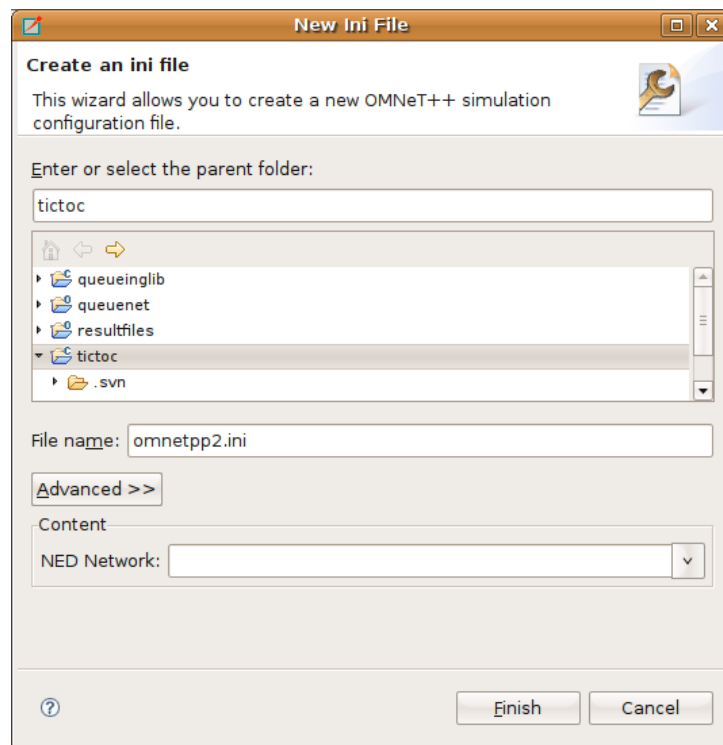 New Ini File
Create an ini file
This wizard allows you to create a new OMNeT++ simulation
configuration file.
Enter or select the parent folder:
tictoc
queueinglib
queuenet
resultfiles
tictoc
.svn
File name: omnetpp2.ini
Advanced >>
Content
NED Network:
Finish Cancel